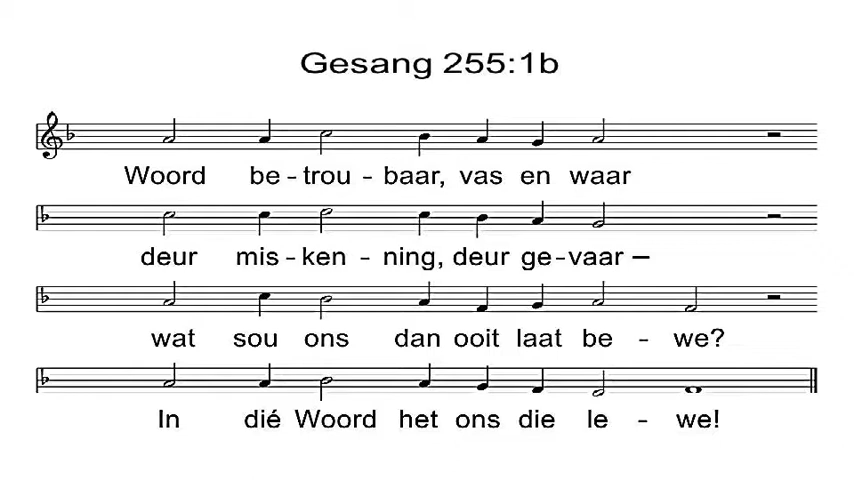 Gesang 255:1b
Woord be-trou-baar, vas en waar
deur mis-ken-ning, deur ge-vaar –
wat sou ons dan ooit laat be-we?
In dié Woord het ons die le-we!